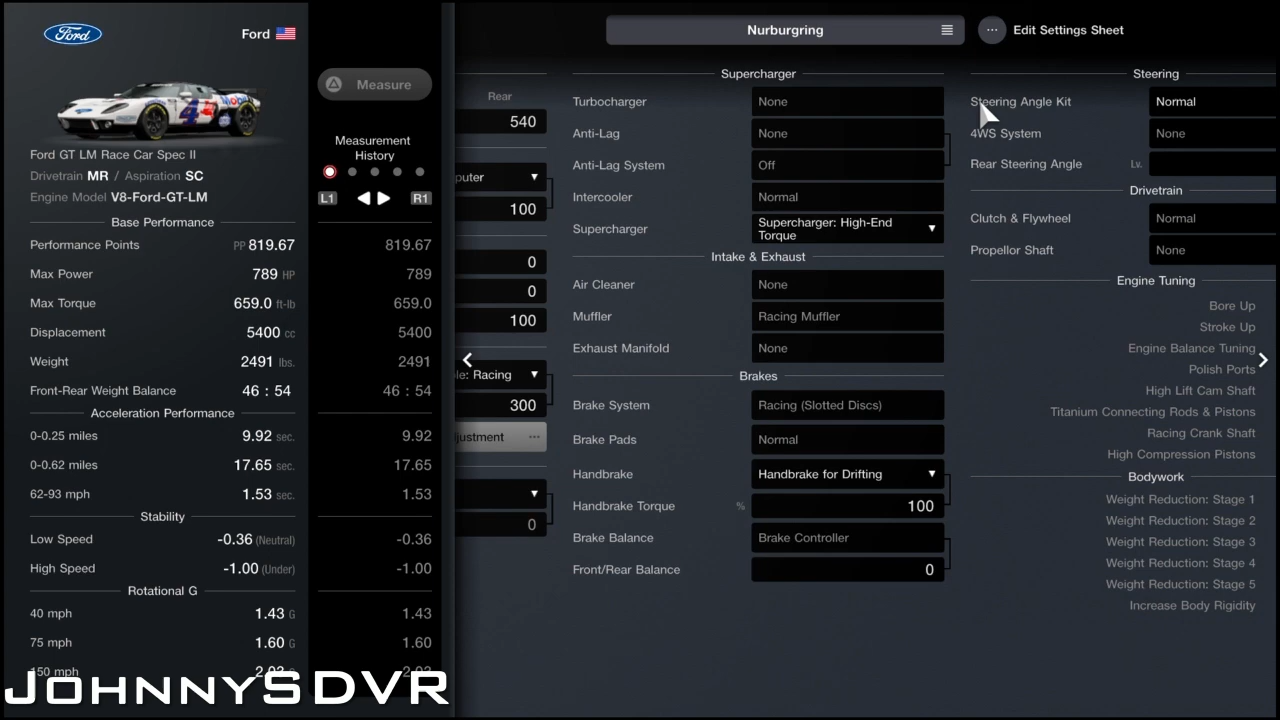 Ford
Ford
Nurburgring
Edit Settings Sheet
Measure
Measurement
History
L1
R1
Ford GT LM Race Car Spec II
Drivetrain MR / Aspiration SC
Engine Model V8-Ford-GT-LM
Base Performance
Performance Points PP 819.67 819.67
Max Power 789 HP 789
Max Torque 659.0 ft-lb 659.0
Displacement 5400 cc 5400
Weight 2491 lbs. 2491
Front-Rear Weight Balance 46 : 54 46 : 54
Acceleration Performance
0-0.25 miles 9.92 sec. 9.92
0-0.62 miles 17.65 sec. 17.65
62-93 mph 1.53 sec. 1.53
Stability
Low Speed -0.36 (Neutral) -0.36
High Speed -1.00 (Under) -1.00
Rotational G
40 mph 1.43 G 1.43
75 mph 1.60 G 1.60
150 mph 2.03 G 2.03
JohnnySDVR
Rear
540
puter
100
0
0
100
le: Racing
300
justment
0
Supercharger
Turbocharger None
Anti-Lag None
Anti-Lag System Off
Intercooler Normal
Supercharger Supercharger: High-End
Torque
Intake & Exhaust
Air Cleaner None
Muffler Racing Muffler
Exhaust Manifold None
Brakes
Brake System Racing (Slotted Discs)
Brake Pads Normal
Handbrake Handbrake for Drifting
Handbrake Torque % 100
Brake Balance Brake Controller
Front/Rear Balance 0
Steering
Steering Angle Kit Normal
4WS System None
Rear Steering Angle Lv.
Drivetrain
Clutch & Flywheel Normal
Propellor Shaft None
Engine Tuning
Bore Up
Stroke Up
Engine Balance Tuning
Polish Ports
High Lift Cam Shaft
Titanium Connecting Rods & Pistons
Racing Crank Shaft
High Compression Pistons
Bodywork
Weight Reduction: Stage 1
Weight Reduction: Stage 2
Weight Reduction: Stage 3
Weight Reduction: Stage 4
Weight Reduction: Stage 5
Increase Body Rigidity